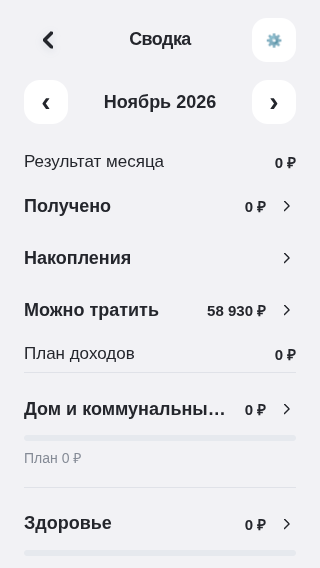 Сводка
Ноябрь 2026
Результат месяца 0 ₽
Получено 0 ₽
Накопления
Можно тратить 58 930 ₽
План доходов 0 ₽
Дом и коммунальны... 0 ₽
План 0 ₽
Здоровье 0 ₽